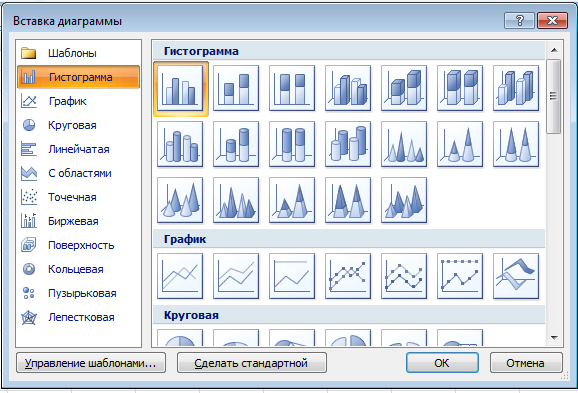 Вставка диаграммы
Шаблоны
Гистограмма
График
Круговая
Линейчатая
С областями
Точечная
Биржевая
Поверхность
Кольцевая
Пузырьковая
Лепестковая
Гистограмма
График
Круговая
Управление шаблонами...
Сделать стандартной
ОК
Отмена